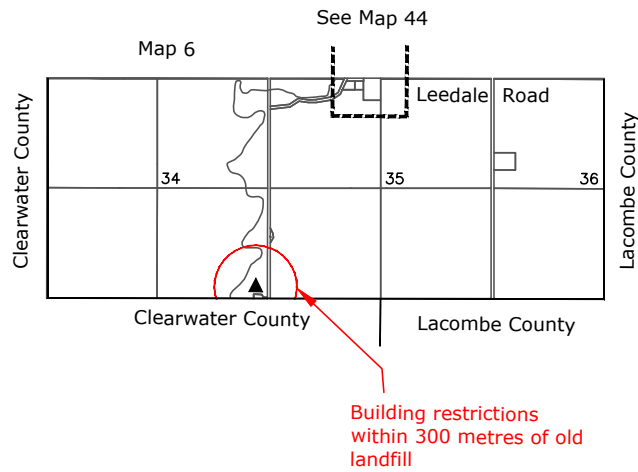 See Map 44
Map 6
Clearwater County
Leedale Road
34
35
36
Lacombe County
Clearwater County
Lacombe County
Building restrictions
within 300 metres of old
landfill